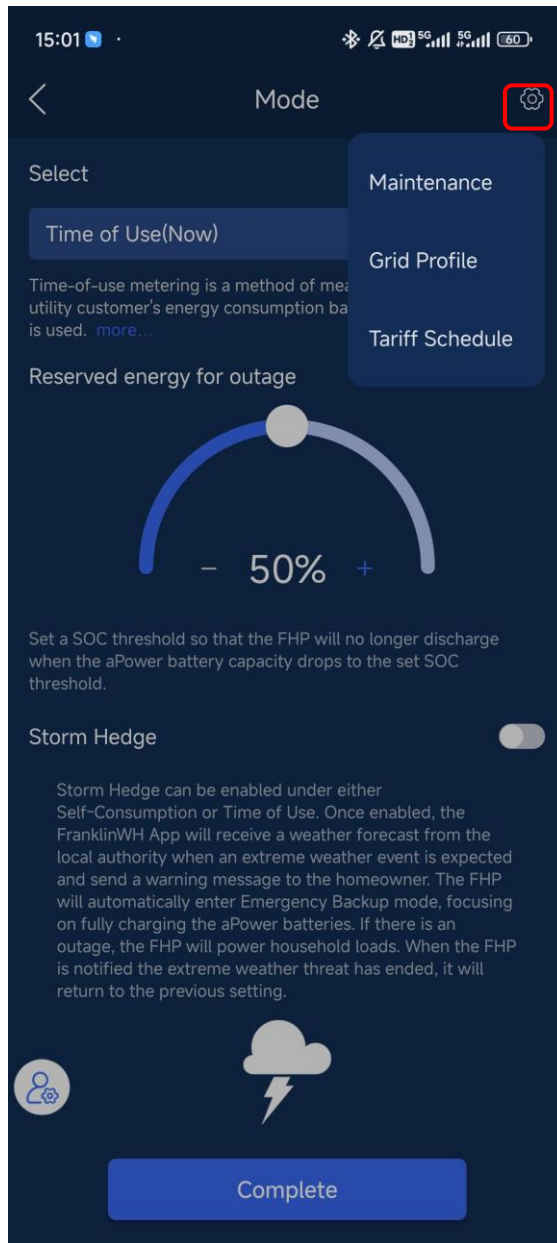 15:01 HD 2 5G 5G 60
Mode
Select
Maintenance
Time of Use(Now)
Grid Profile
Time-of-use metering is a method of mea
utility customer's energy consumption ba
is used. more...
Tariff Schedule
Reserved energy for outage
- 50% +
Set a SOC threshold so that the FHP will no longer discharge
when the aPower battery capacity drops to the set SOC
threshold.
Storm Hedge
Storm Hedge can be enabled under either
Self-Consumption or Time of Use. Once enabled, the
FranklinWH App will receive a weather forecast from the
local authority when an extreme weather event is expected
and send a warning message to the homeowner. The FHP
will automatically enter Emergency Backup mode, focusing
on fully charging the aPower batteries. If there is an
outage, the FHP will power household loads. When the FHP
is notified the extreme weather threat has ended, it will
return to the previous setting.
Complete